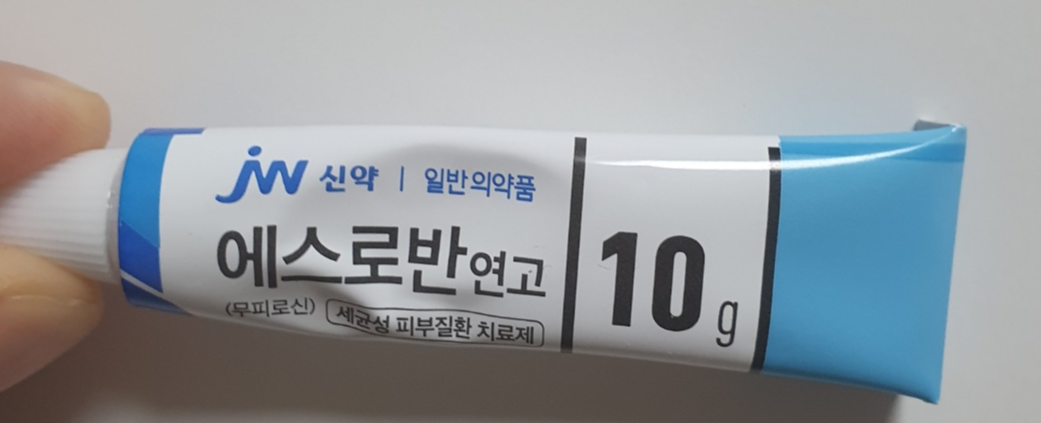 jw 신약 | 일반의약품
에스로반연고
(무피로신) 세균성 피부질환 치료제
10g